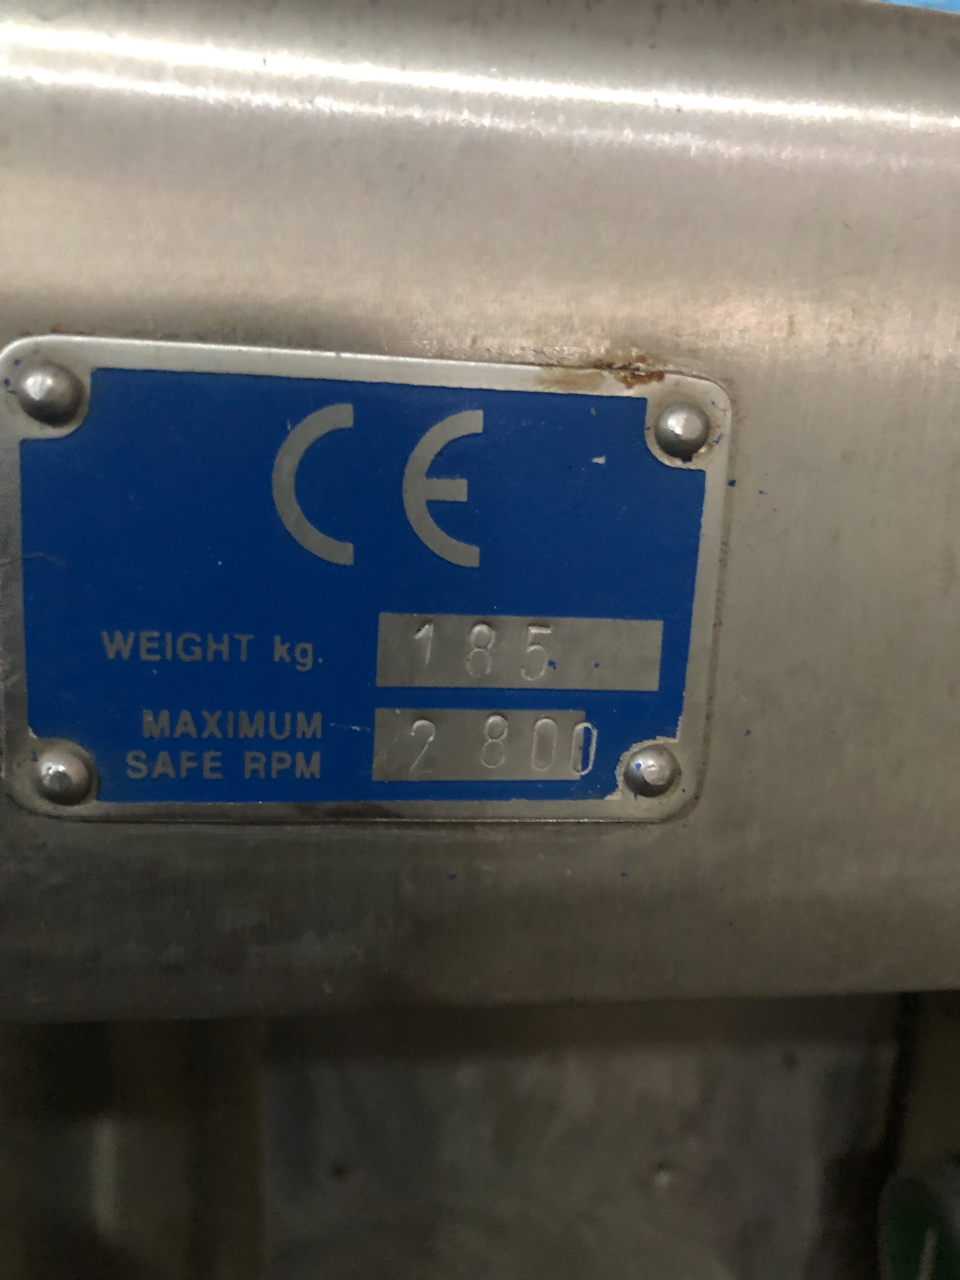 CE
WEIGHT kg. 185
MAXIMUM
SAFE RPM 2800